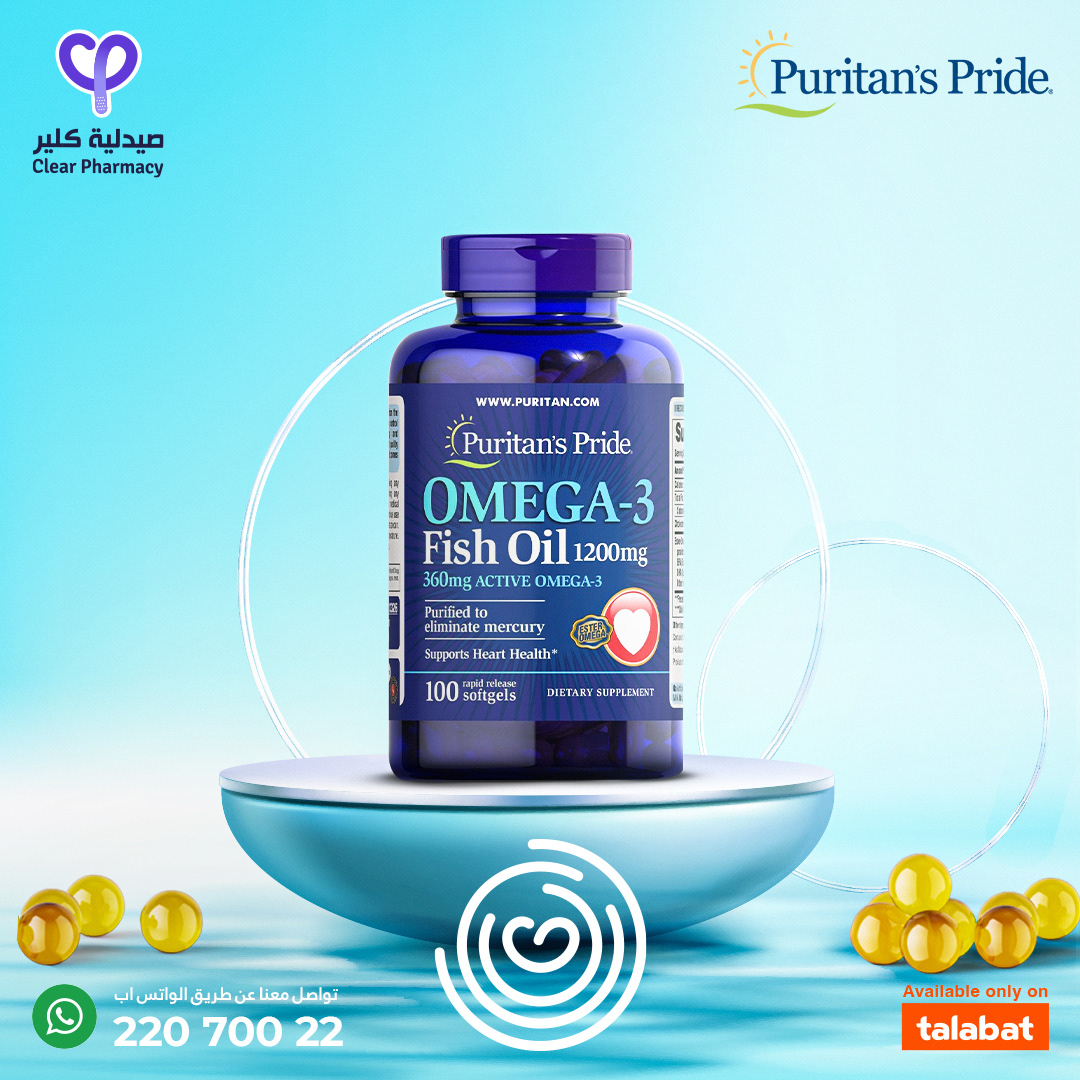 صيدلية كلير
Clear Pharmacy
Puritan's Pride
WWW.PURITAN.COM
Puritan's Pride
OMEGA-3
Fish Oil 1200mg
360mg ACTIVE OMEGA-3
Purified to
eliminate mercury
ESTER
OMEGA
Supports Heart Health*
100 rapid release
softgels
DIETARY SUPPLEMENT
تواصل معنا عن طريق الواتس اب
220 700 22
Available only on
talabat